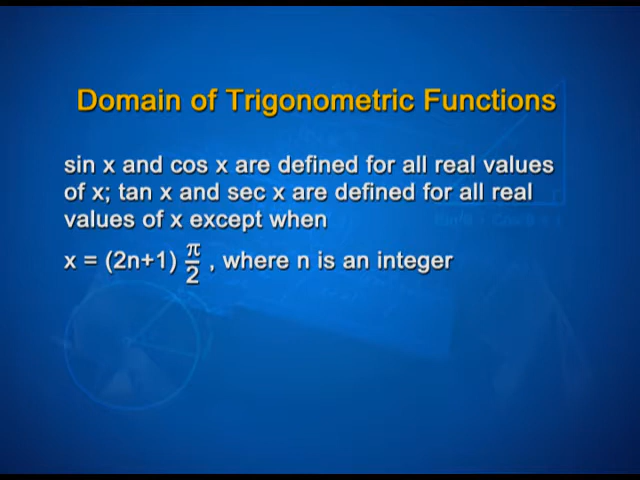 Domain of Trigonometric Functions
sin x and cos x are defined for all real values
of x; tan x and sec x are defined for all real
values of x except when
x = (2n+1) π/2 , where n is an integer